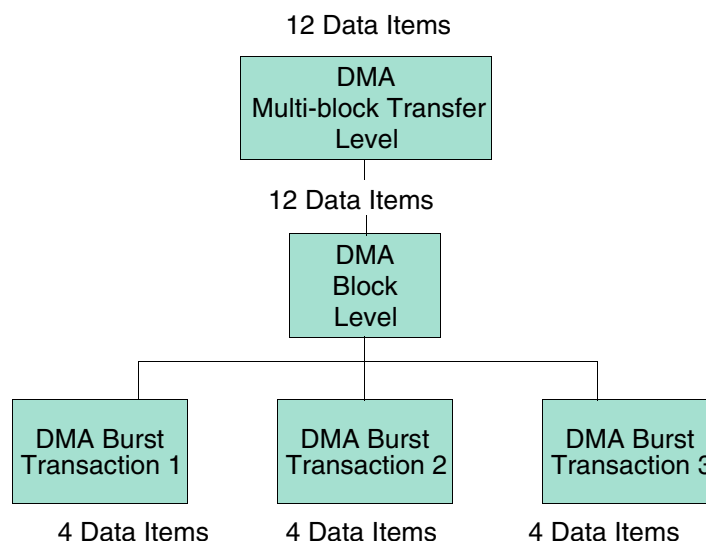 12 Data Items
DMA
Multi-block Transfer
Level
12 Data Items
DMA
Block
Level
DMA Burst
Transaction 1
DMA Burst
Transaction 2
DMA Burst
Transaction 3
4 Data Items
4 Data Items
4 Data Items